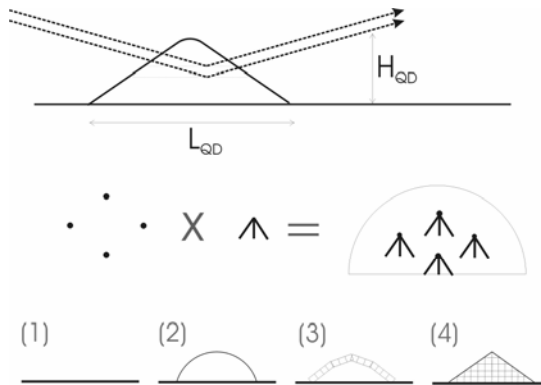 H_QD
L_QD
X =
(1) (2) (3) (4)